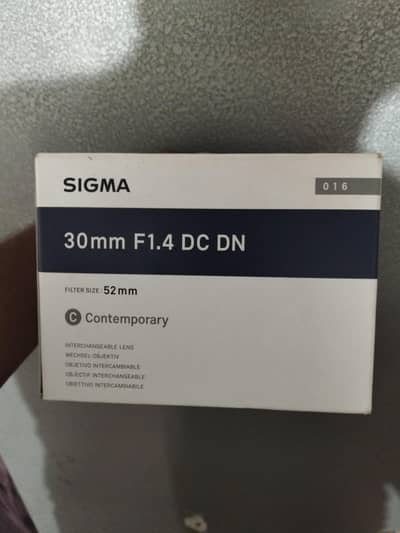 SIGMA
016
30mm F1.4 DC DN
FILTER SIZE: 52mm
C Contemporary
INTERCHANGEABLE LENS
WECHSEL-OBJEKTIV
OBJETIVO INTERCAMBIABLE
OBJECTIF INTERCHANGEABLE
OBIETTIVO INTERCAMBIABILE